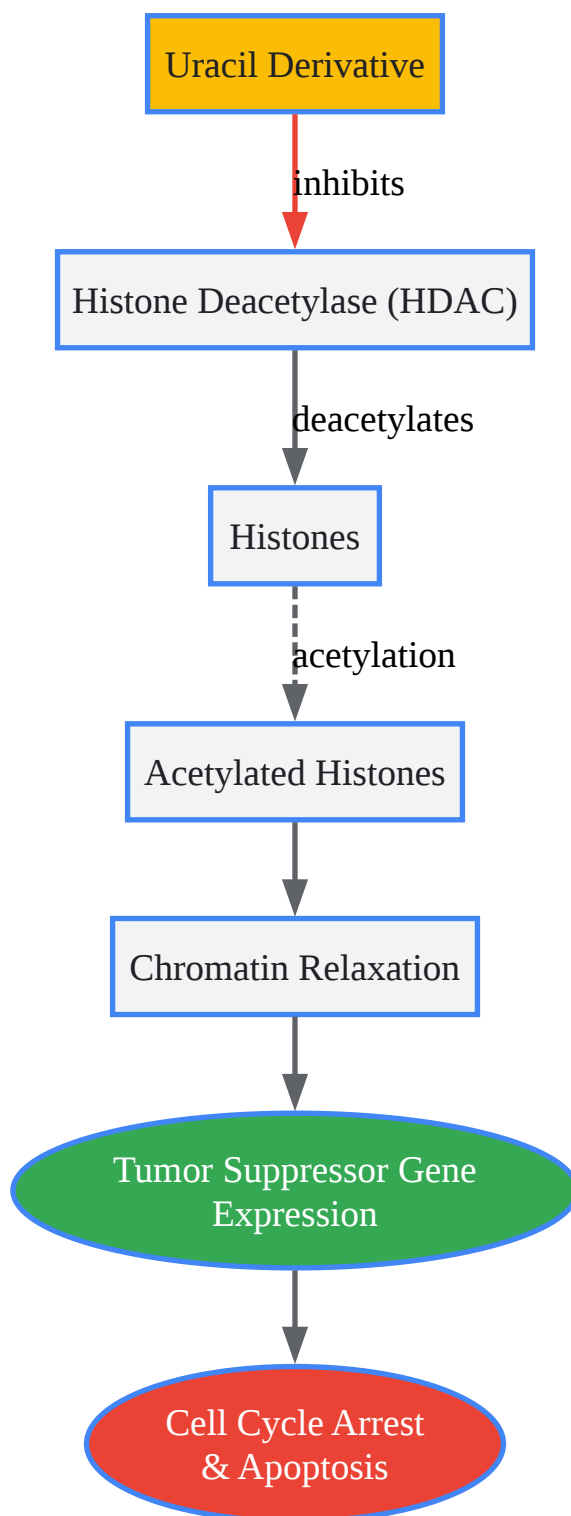 Uracil Derivative
inhibits
Histone Deacetylase (HDAC)
deacetylates
Histones
acetylation
Acetylated Histones
Chromatin Relaxation
Tumor Suppressor Gene
Expression
Cell Cycle Arrest
& Apoptosis